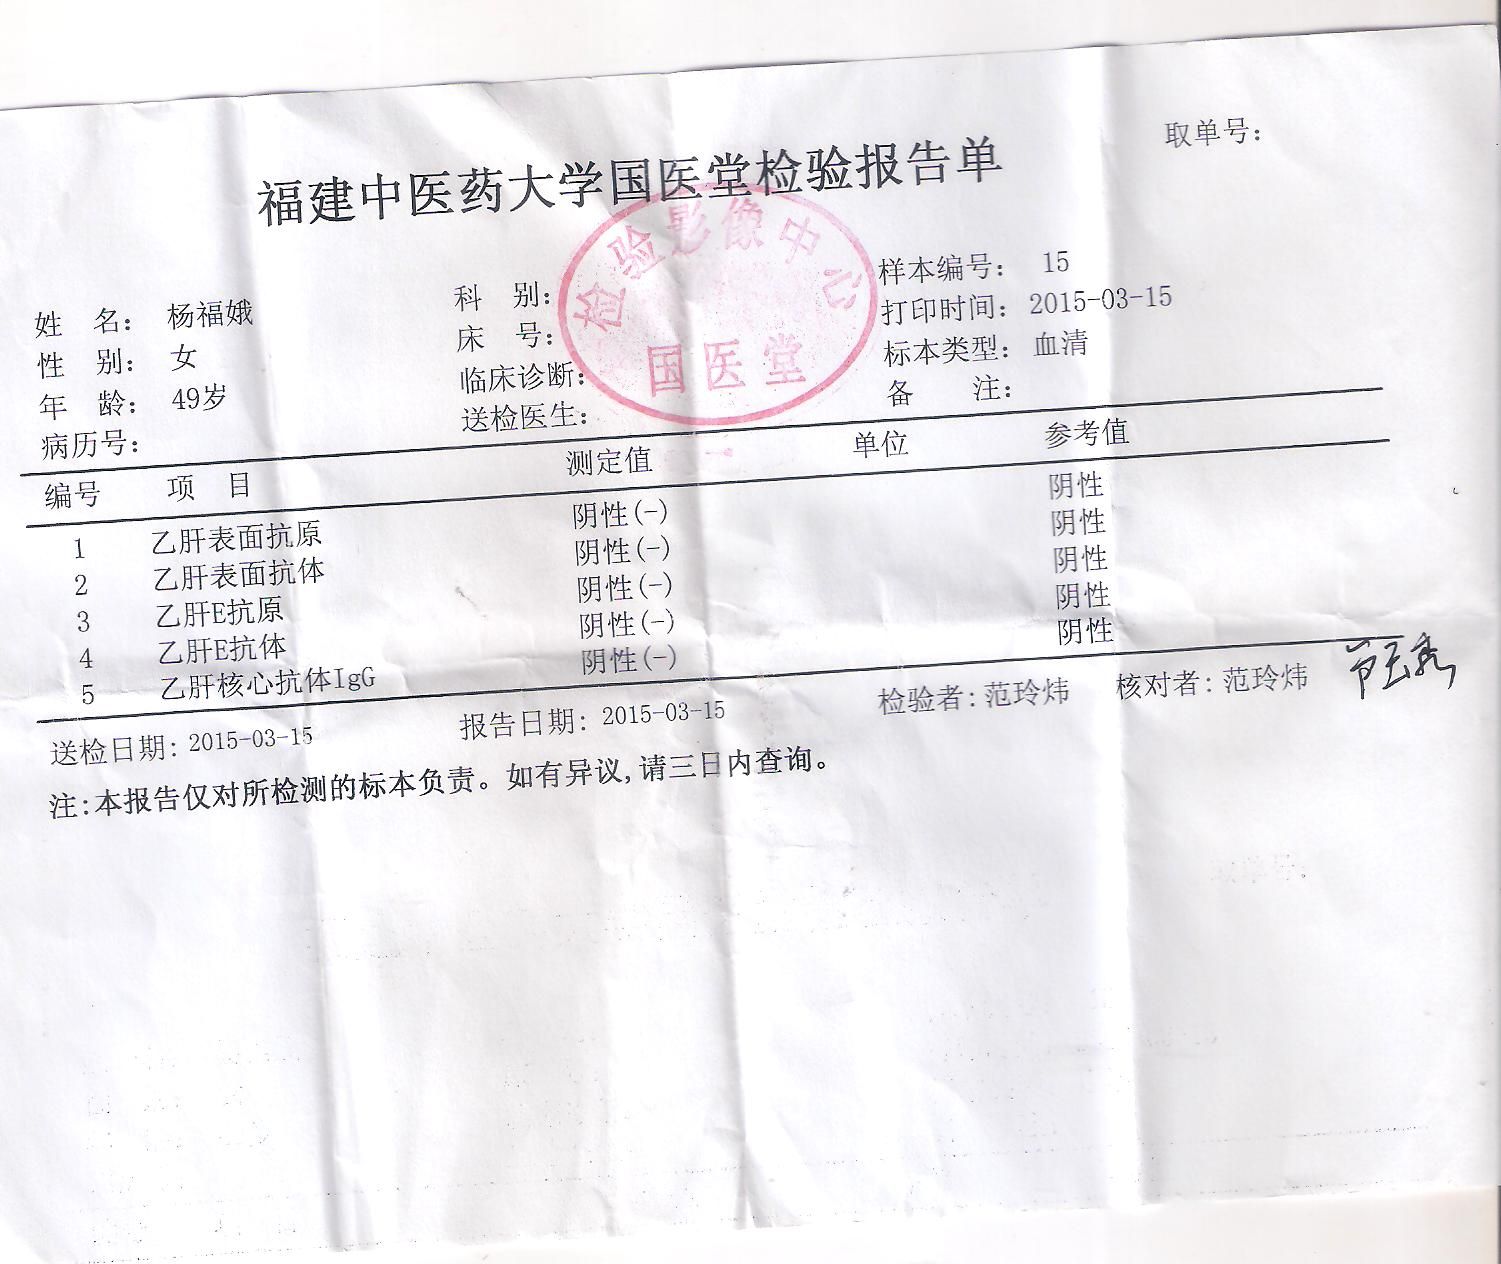 取单号:
福建中医药大学国医堂检验报告单
检验影像中心
国医堂
姓 名: 杨福娥 科 别: 样本编号: 15
性 别: 女 床 号: 打印时间: 2015-03-15
年 龄: 49岁 临床诊断: 标本类型: 血清
病历号: 送检医生: 备 注:
编号 项 目 测定值 单位 参考值
1 乙肝表面抗原 阴性(-) 阴性
2 乙肝表面抗体 阴性(-) 阴性
3 乙肝E抗原 阴性(-) 阴性
4 乙肝E抗体 阴性(-) 阴性
5 乙肝核心抗体IgG 阴性(-) 阴性
送检日期: 2015-03-15 报告日期: 2015-03-15 检验者: 范玲炜 核对者: 范玲炜
注:本报告仅对所检测的标本负责。如有异议,请三日内查询。